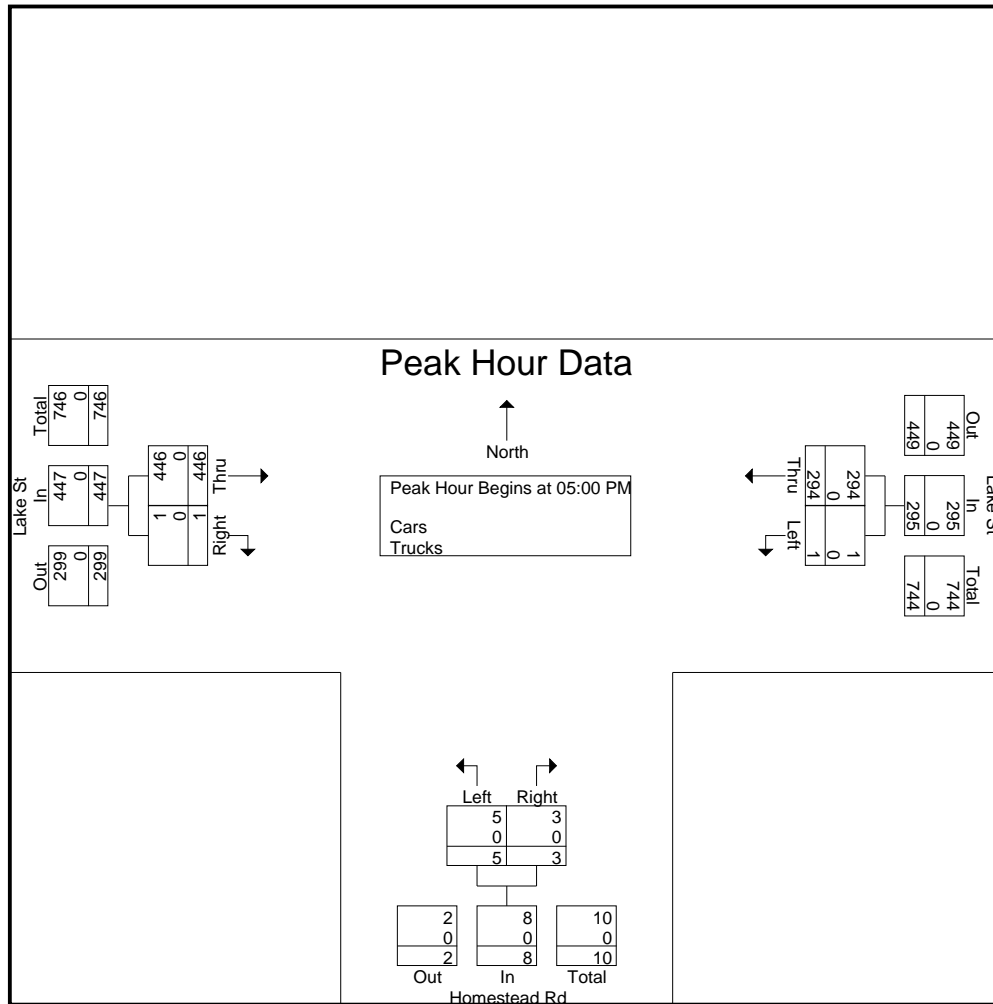 Peak Hour Data
North
Peak Hour Begins at 05:00 PM
Cars
Trucks
Lake St
Total
746
0
746
In
447
0
447
Out
299
0
299
Thru
446
0
446
Right
1
0
1
Lake St
Out
449
0
449
In
295
0
295
Total
744
0
744
Thru
294
0
294
Left
1
0
1
Left Right
5 3
0 0
5 3
2 8 10
0 0 0
2 8 10
Out In Total
Homestead Rd